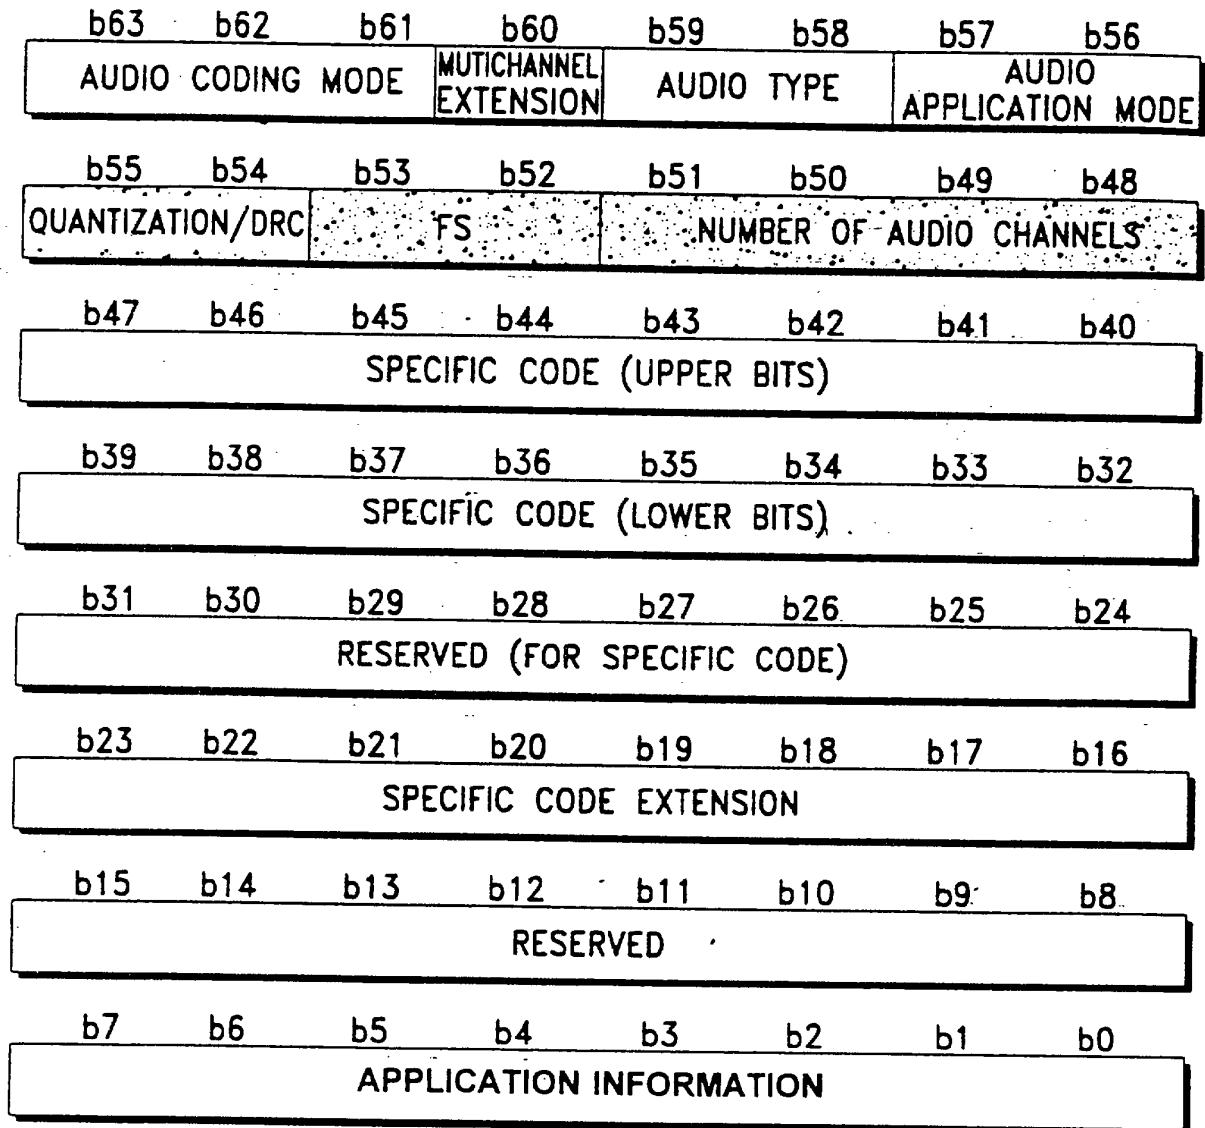 b63 b62 b61 b60 b59 b58 b57 b56
AUDIO CODING MODE
MUTICHANNEL
EXTENSION
AUDIO TYPE
AUDIO
APPLICATION MODE
b55 b54 b53 b52 b51 b50 b49 b48
QUANTIZATION/DRC FS NUMBER OF AUDIO CHANNELS
b47 b46 b45 b44 b43 b42 b41 b40
SPECIFIC CODE (UPPER BITS)
b39 b38 b37 b36 b35 b34 b33 b32
SPECIFIC CODE (LOWER BITS)
b31 b30 b29 b28 b27 b26 b25 b24
RESERVED (FOR SPECIFIC CODE)
b23 b22 b21 b20 b19 b18 b17 b16
SPECIFIC CODE EXTENSION
b15 b14 b13 b12 b11 b10 b9 b8
RESERVED
b7 b6 b5 b4 b3 b2 b1 b0
APPLICATION INFORMATION